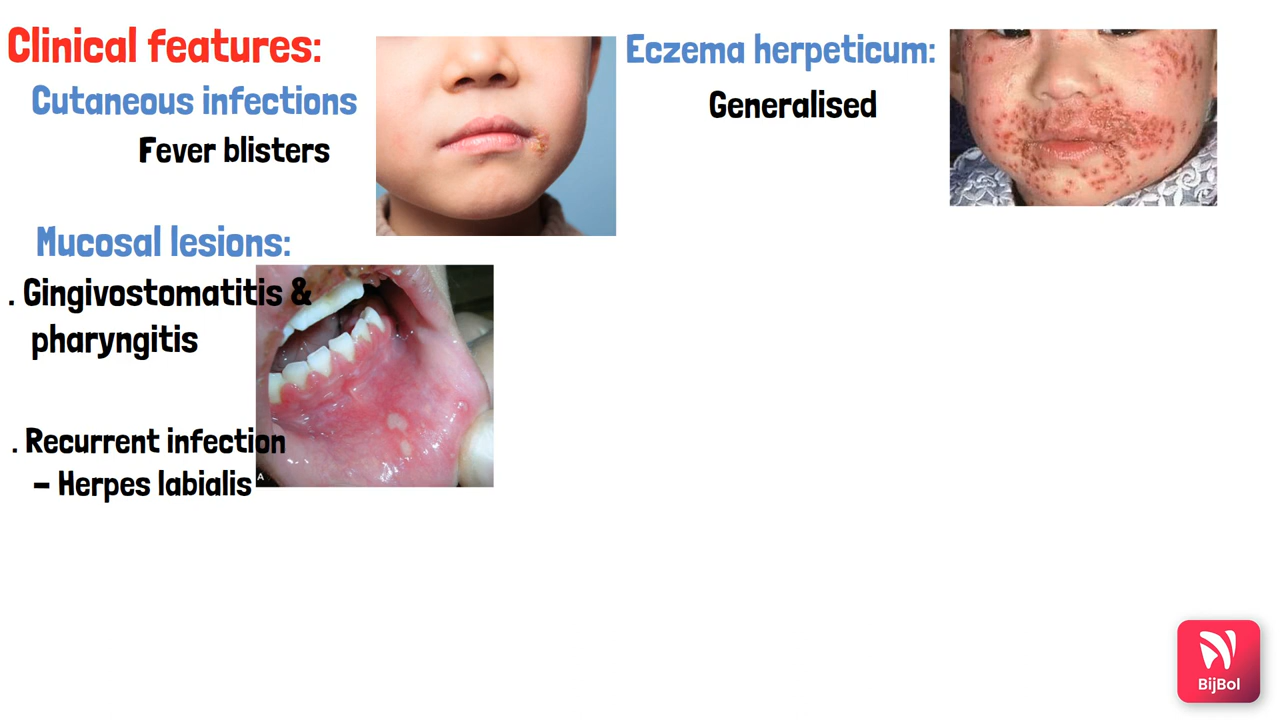 Clinical features:
Cutaneous infections
Fever blisters
Mucosal lesions:
. Gingivostomatitis &
pharyngitis
. Recurrent infection
– Herpes labialis
A
Eczema herpeticum:
Generalised
BijBol